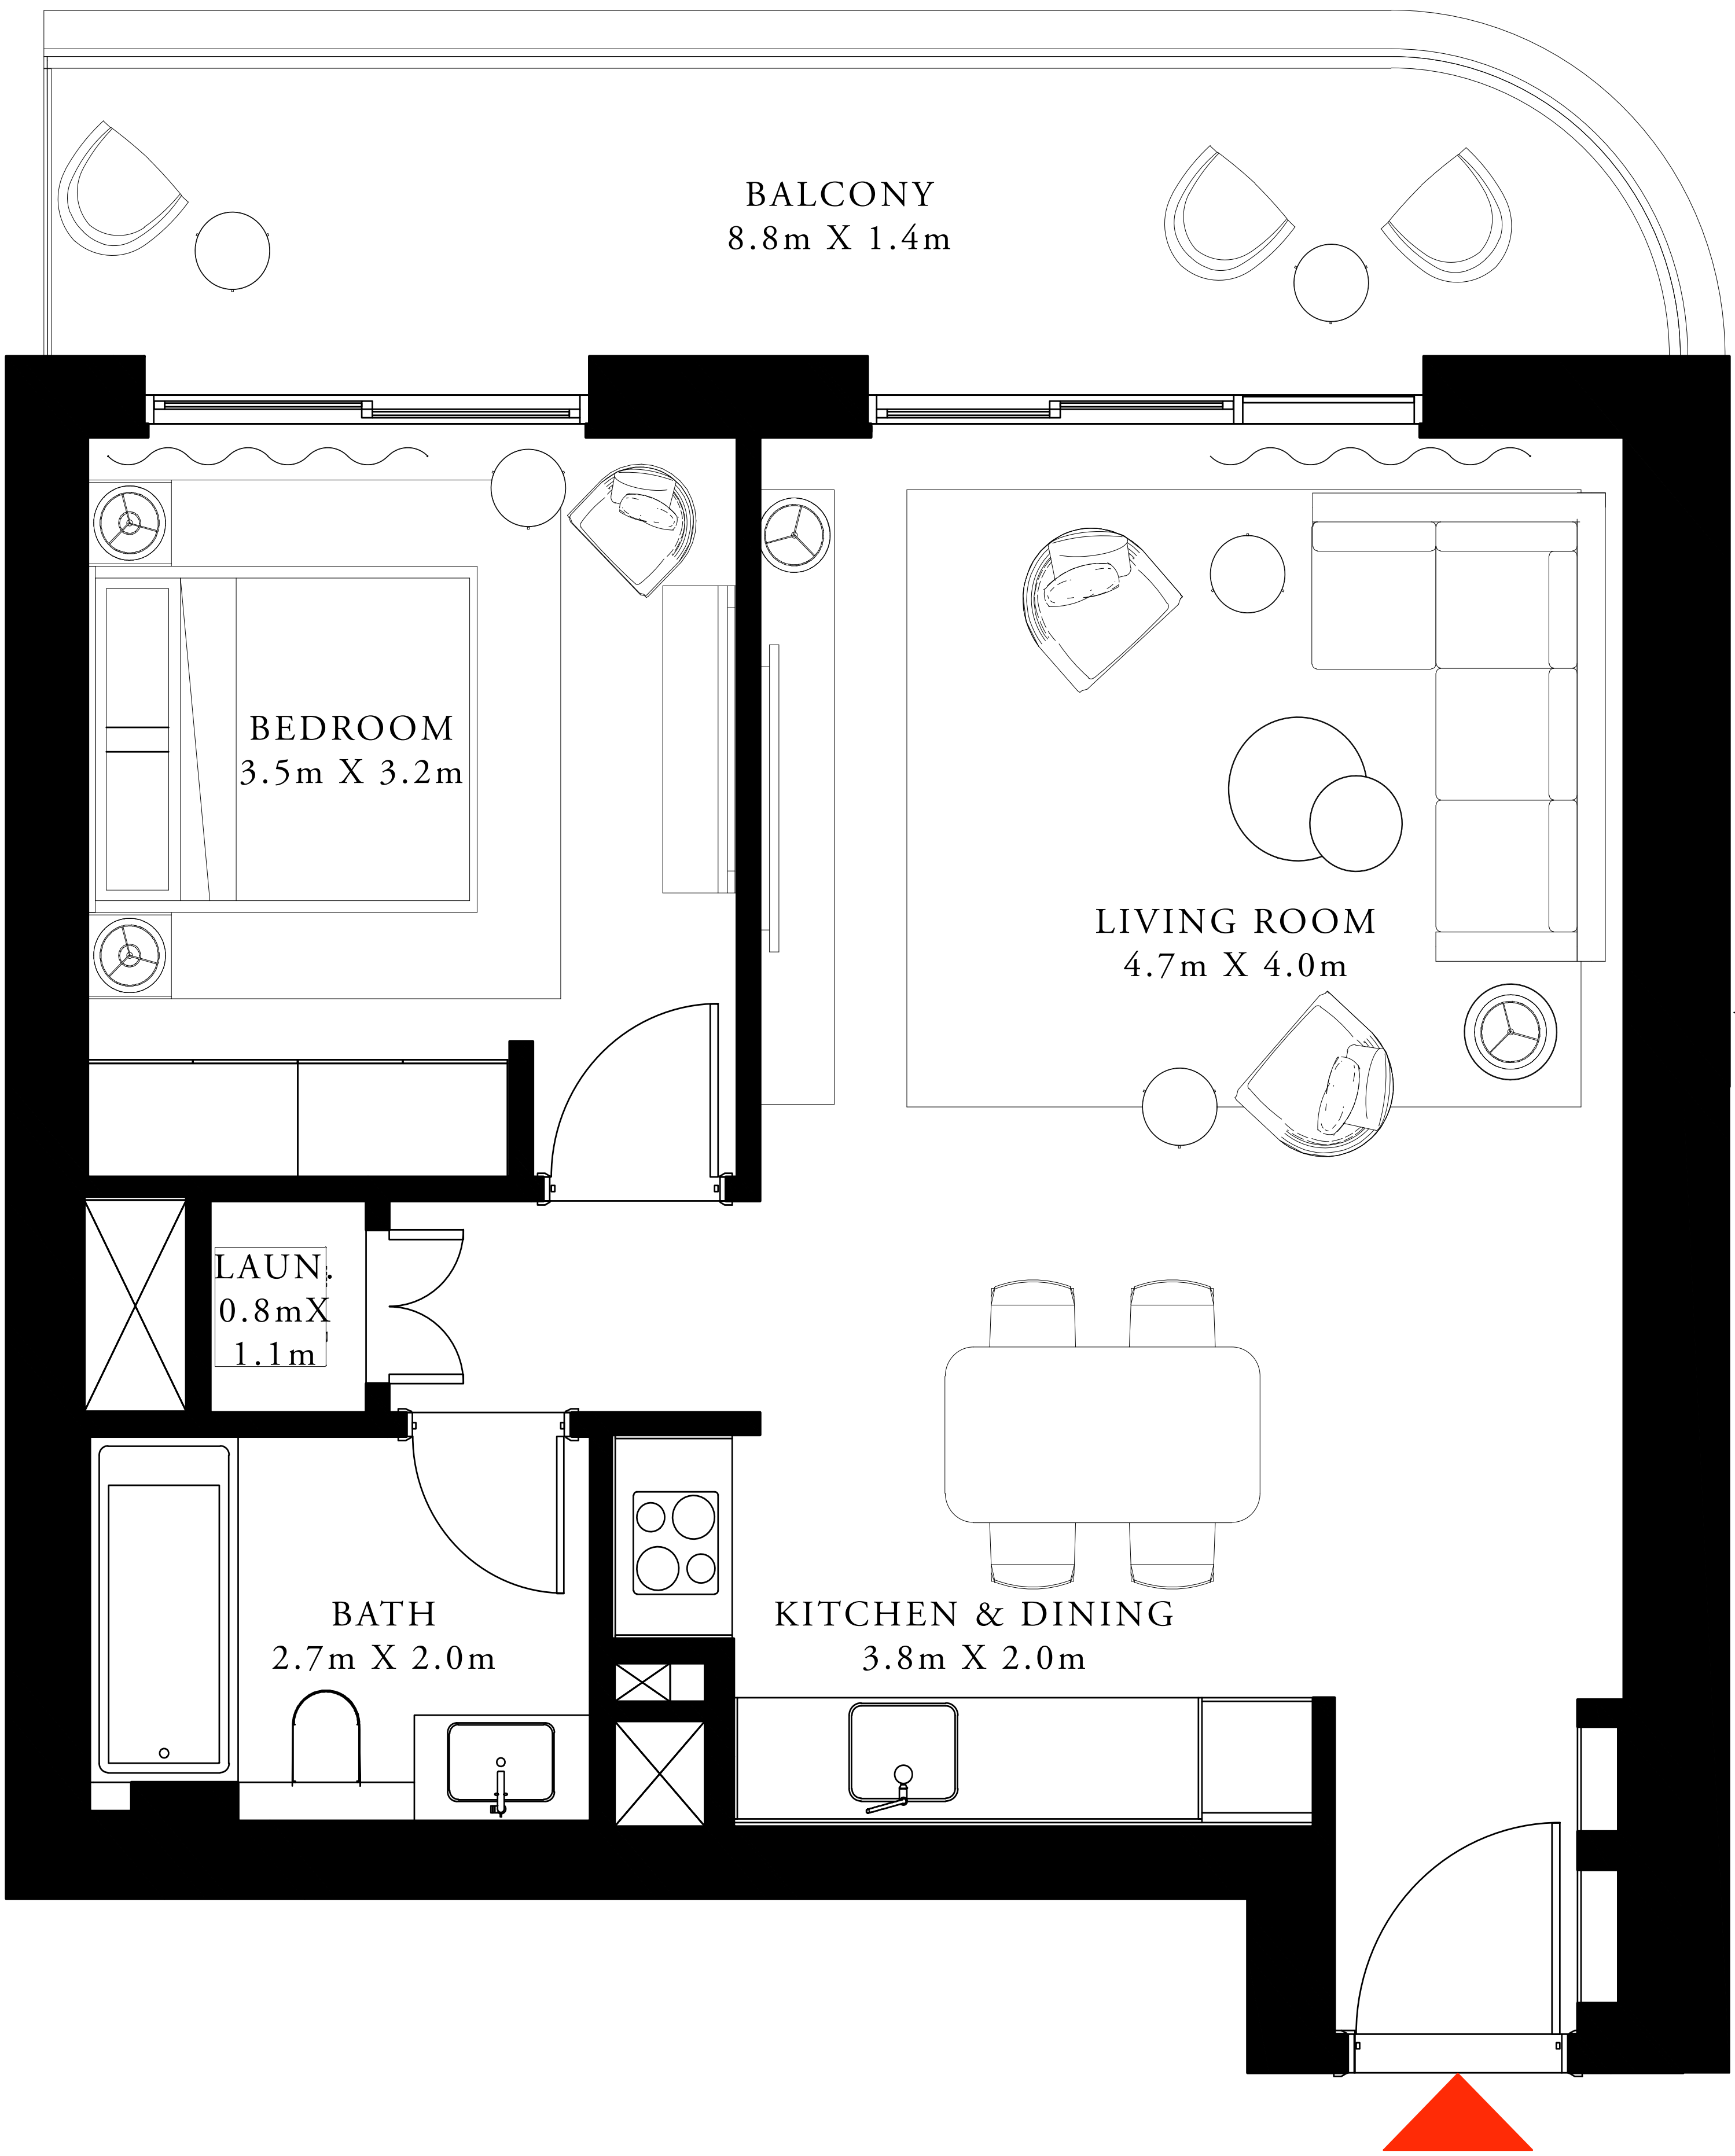 BALCONY
8.8m X 1.4m
BEDROOM
3.5m X 3.2m
LIVING ROOM
4.7m X 4.0m
LAUN.
0.8mX
1.1m
BATH
2.7m X 2.0m
KITCHEN & DINING
3.8m X 2.0m